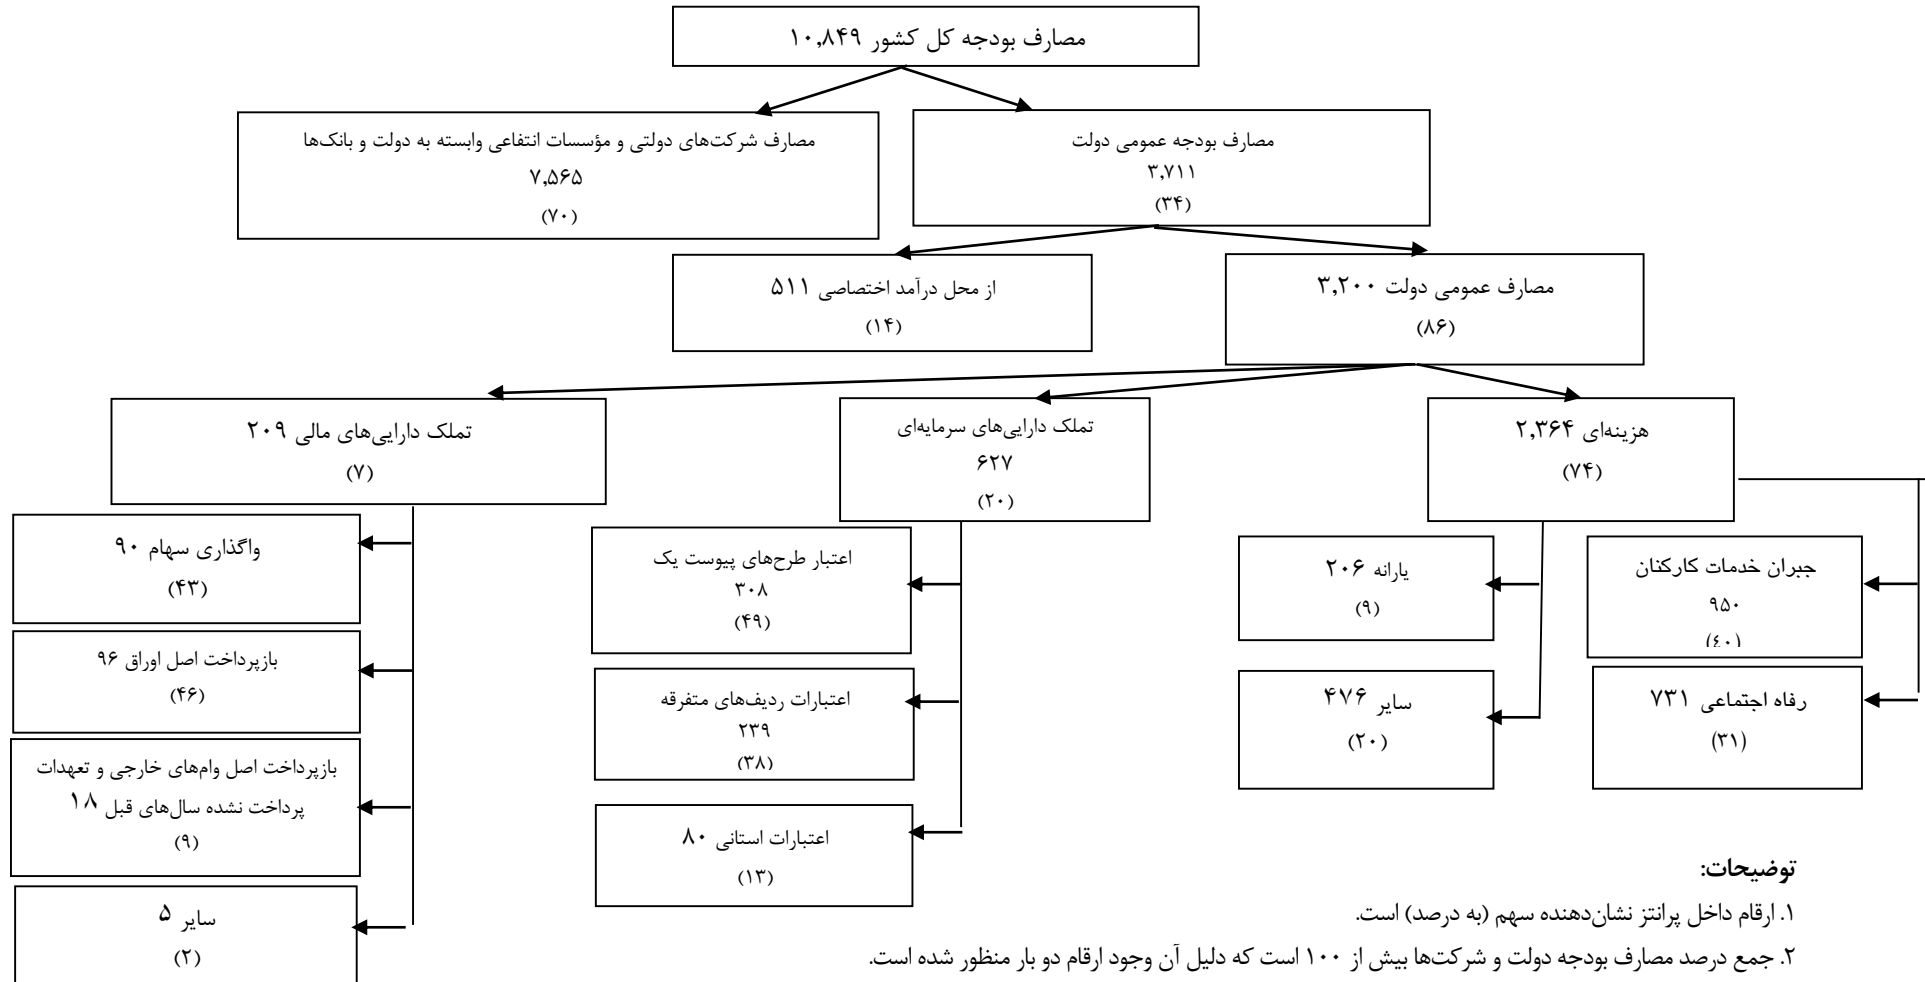 مصارف بودجه کل کشور ۱۰,۸۴۹
مصارف بودجه عمومی دولت
۳,۷۱۱
(۳۴)
مصارف شرکت‌های دولتی و مؤسسات انتفاعی وابسته به دولت و بانک‌ها
۷,۵۶۵
(۷۰)
مصارف عمومی دولت ۳,۲۰۰
(۸۶)
از محل درآمد اختصاصی ۵۱۱
(۱۴)
هزینه‌ای ۲,۳۶۴
(۷۴)
تملک دارایی‌های سرمایه‌ای
۶۲۷
(۲۰)
تملک دارایی‌های مالی ۲۰۹
(۷)
جبران خدمات کارکنان
۹۵۰
(٤٠)
رفاه اجتماعی ۷۳۱
(۳۱)
یارانه ۲۰۶
(۹)
سایر ۴۷۶
(۲۰)
اعتبار طرح‌های پیوست یک
۳۰۸
(۴۹)
اعتبارات ردیف‌های متفرقه
۲۳۹
(۳۸)
اعتبارات استانی ۸۰
(۱۳)
واگذاری سهام ۹۰
(۴۳)
بازپرداخت اصل اوراق ۹۶
(۴۶)
بازپرداخت اصل وام‌های خارجی و تعهدات
پرداخت نشده سال‌های قبل ۱۸
(۹)
سایر ۵
(۲)
توضیحات:
۱. ارقام داخل پرانتز نشان‌دهنده سهم (به درصد) است.
۲. جمع درصد مصارف بودجه دولت و شرکت‌ها بیش از ۱۰۰ است که دلیل آن وجود ارقام دو بار منظور شده است.